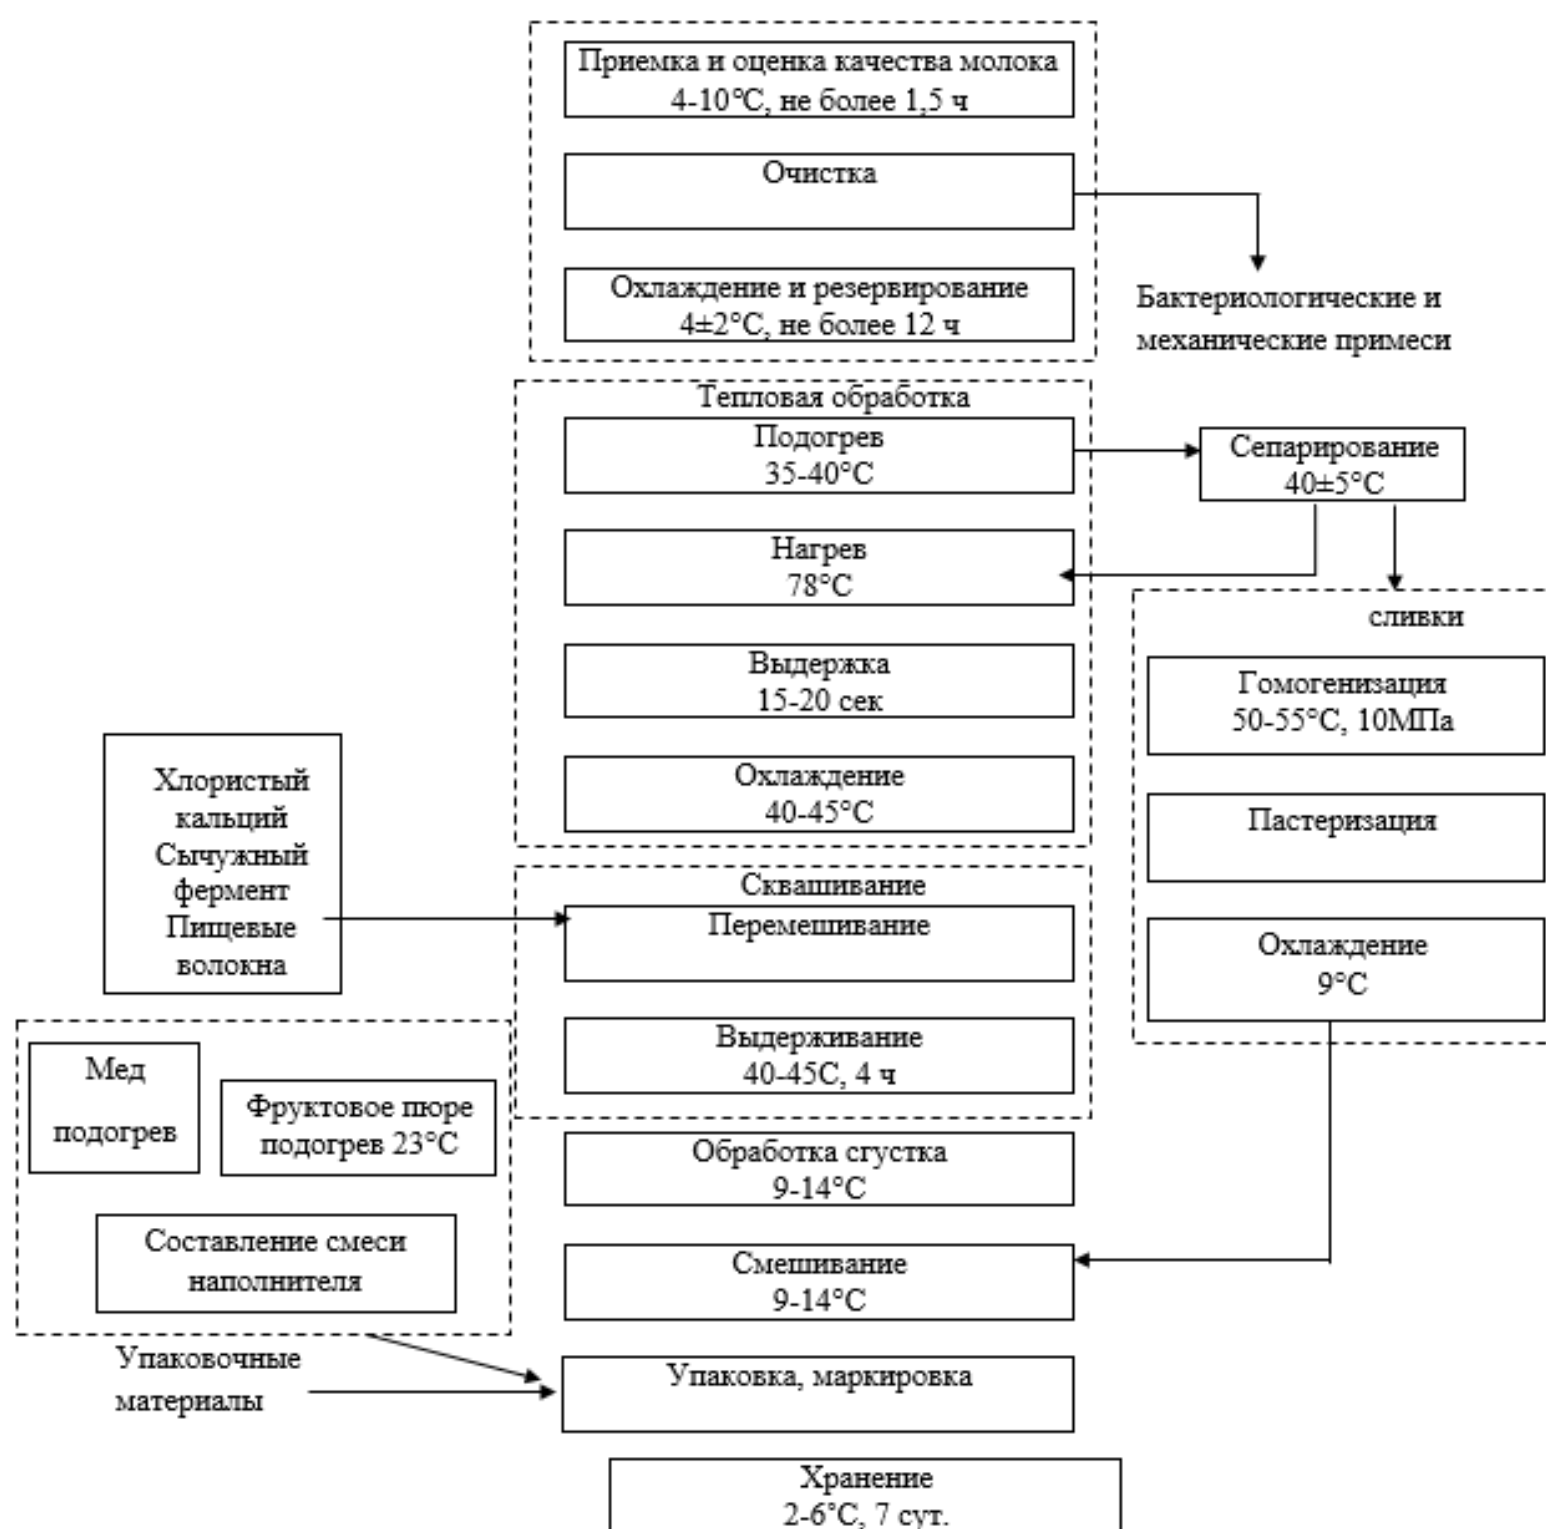 Приемка и оценка качества молока
4-10°С, не более 1,5 ч
Очистка
Охлаждение и резервирование
4±2°С, не более 12 ч
Бактериологические и
механические примеси
Тепловая обработка
Подогрев
35-40°С
Сепарирование
40±5°С
Нагрев
78°С
Выдержка
15-20 сек
Охлаждение
40-45°С
сливки
Гомогенизация
50-55°С, 10МПа
Пастеризация
Охлаждение
9°С
Хлористый
кальций
Сычужный
фермент
Пищевые
волокна
Сквашивание
Перемешивание
Выдерживание
40-45С, 4 ч
Мед
подогрев
Фруктовое пюре
подогрев 23°С
Составление смеси
наполнителя
Обработка сгустка
9-14°С
Смешивание
9-14°С
Упаковочные
материалы
Упаковка, маркировка
Хранение
2-6°С, 7 сут.